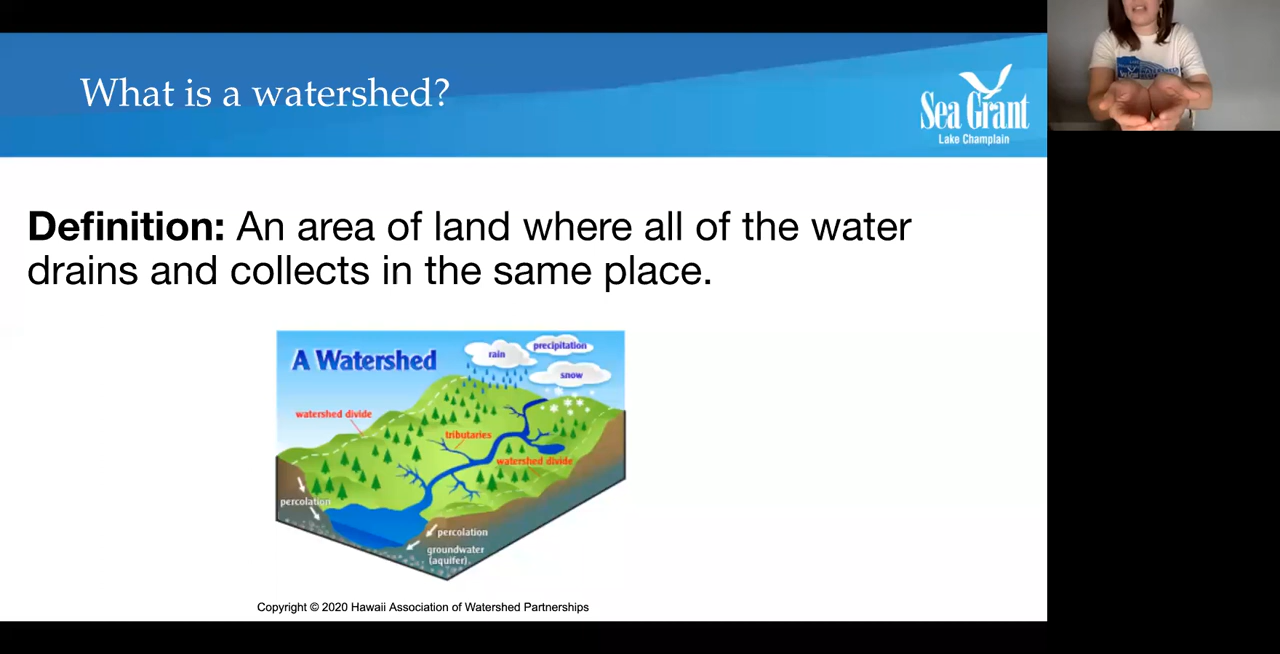 What is a watershed?
Sea Grant
Lake Champlain
Definition: An area of land where all of the water
drains and collects in the same place.
A Watershed
rain
precipitation
snow
watershed divide
tributaries
watershed divide
percolation
percolation
groundwater
(aquifer)
Copyright © 2020 Hawaii Association of Watershed Partnerships